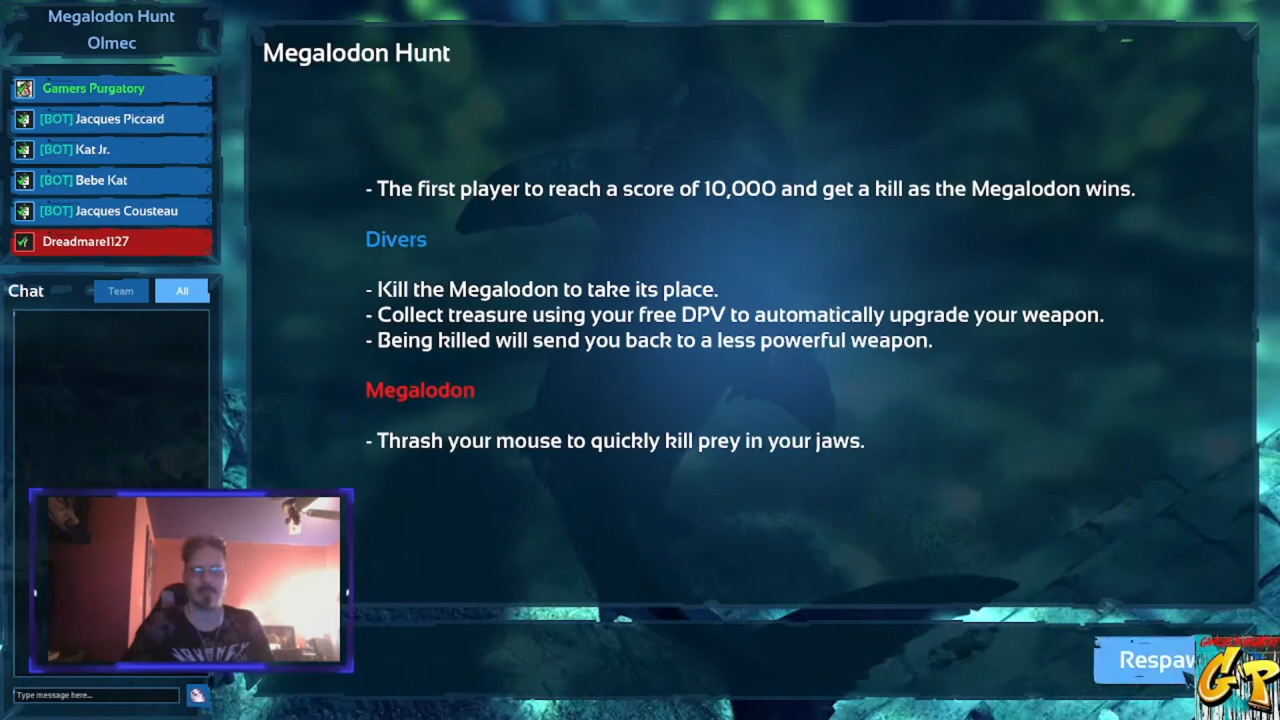 Megalodon Hunt
Olmec
Gamers Purgatory
[BOT] Jacques Piccard
[BOT] Kat Jr.
[BOT] Bebe Kat
[BOT] Jacques Cousteau
Dreadmare1127
Chat
Team
All
Type message here...
Megalodon Hunt
- The first player to reach a score of 10,000 and get a kill as the Megalodon wins.
Divers
- Kill the Megalodon to take its place.
- Collect treasure using your free DPV to automatically upgrade your weapon.
- Being killed will send you back to a less powerful weapon.
Megalodon
- Thrash your mouse to quickly kill prey in your jaws.
Respaw
GP